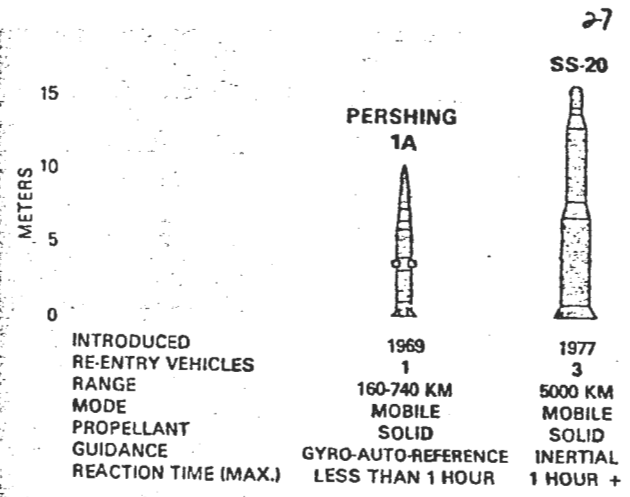 27
SS-20
PERSHING
1A
15
10
5
0
METERS
INTRODUCED 1969 1977
RE-ENTRY VEHICLES 1 3
RANGE 160-740 KM 5000 KM
MODE MOBILE MOBILE
PROPELLANT SOLID SOLID
GUIDANCE GYRO-AUTO-REFERENCE INERTIAL
REACTION TIME (MAX.) LESS THAN 1 HOUR 1 HOUR +